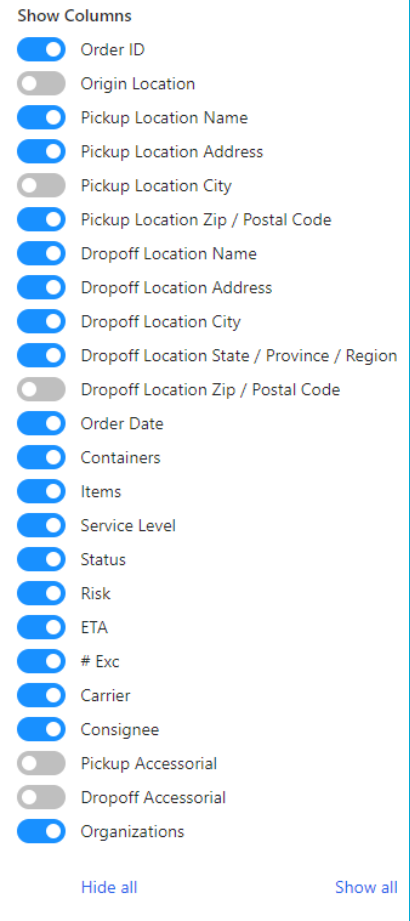 Show Columns
Order ID
Origin Location
Pickup Location Name
Pickup Location Address
Pickup Location City
Pickup Location Zip / Postal Code
Dropoff Location Name
Dropoff Location Address
Dropoff Location City
Dropoff Location State / Province / Region
Dropoff Location Zip / Postal Code
Order Date
Containers
Items
Service Level
Status
Risk
ETA
# Exc
Carrier
Consignee
Pickup Accessorial
Dropoff Accessorial
Organizations
Hide all Show all